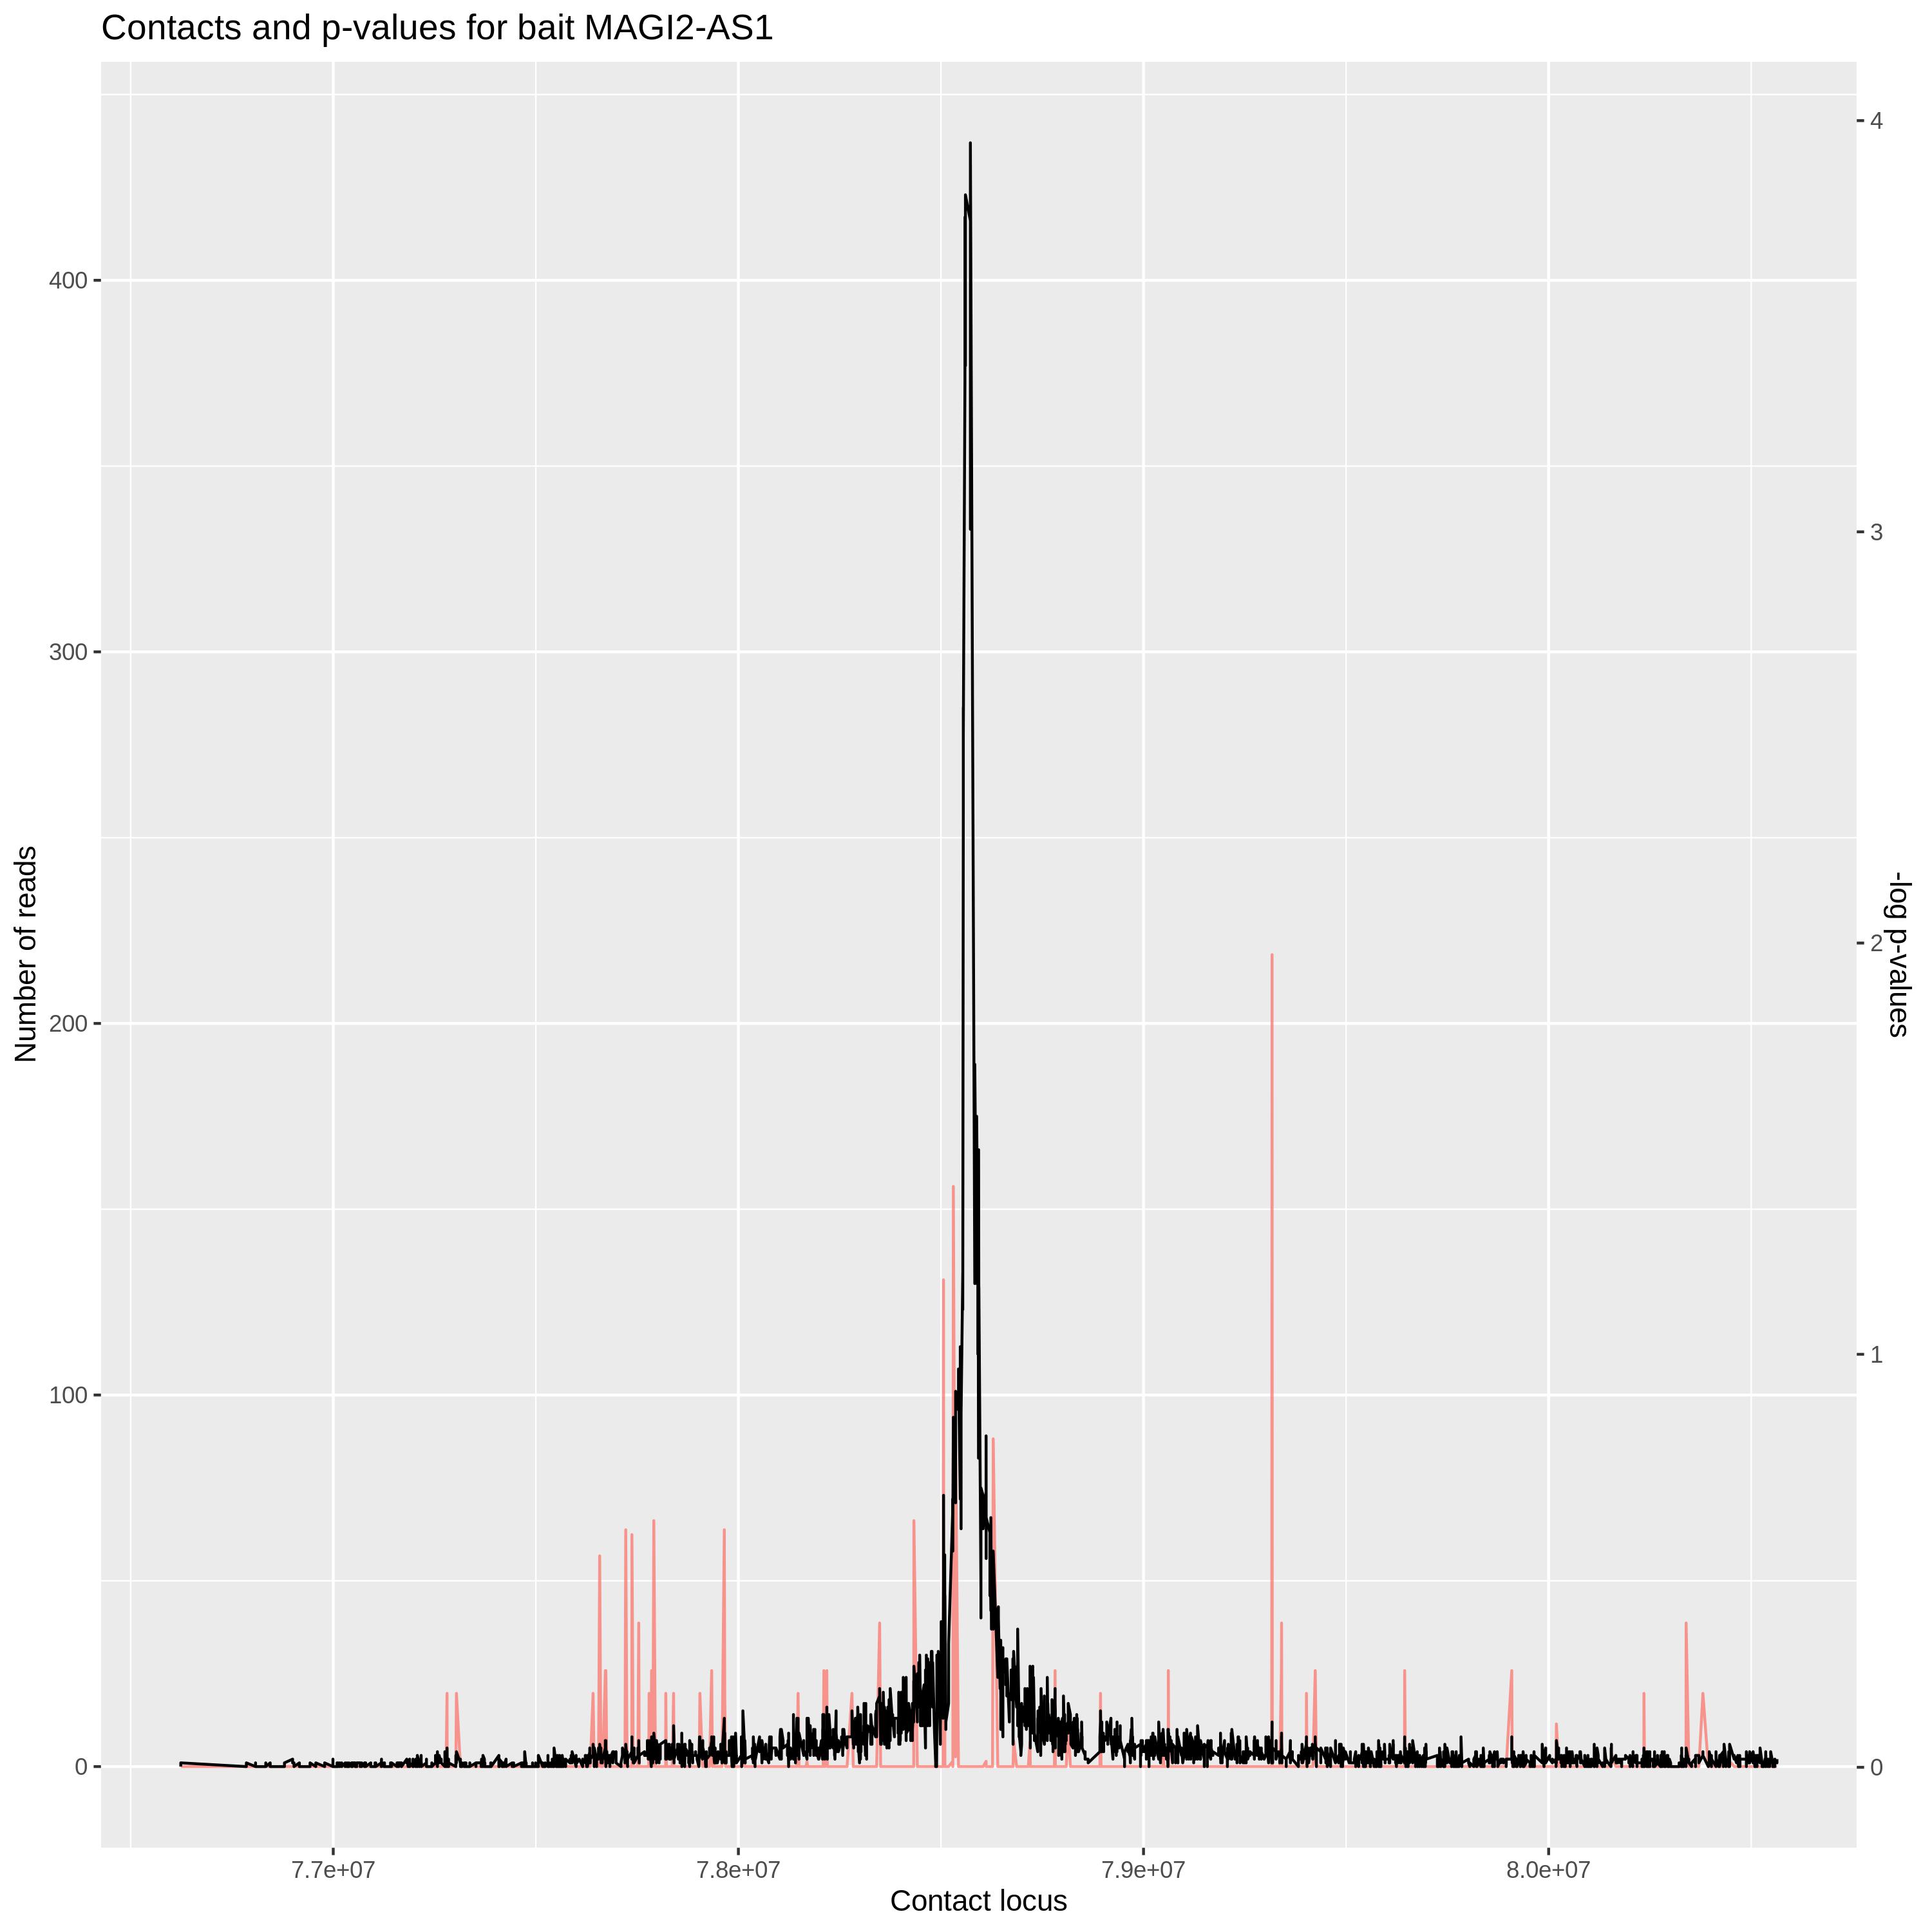 Contacts and p-values for bait MAGI2-AS1
400
300
200
100
0
Number of reads
4
3
2
1
0
-log p-values
7.7e+07 7.8e+07 7.9e+07 8.0e+07
Contact locus